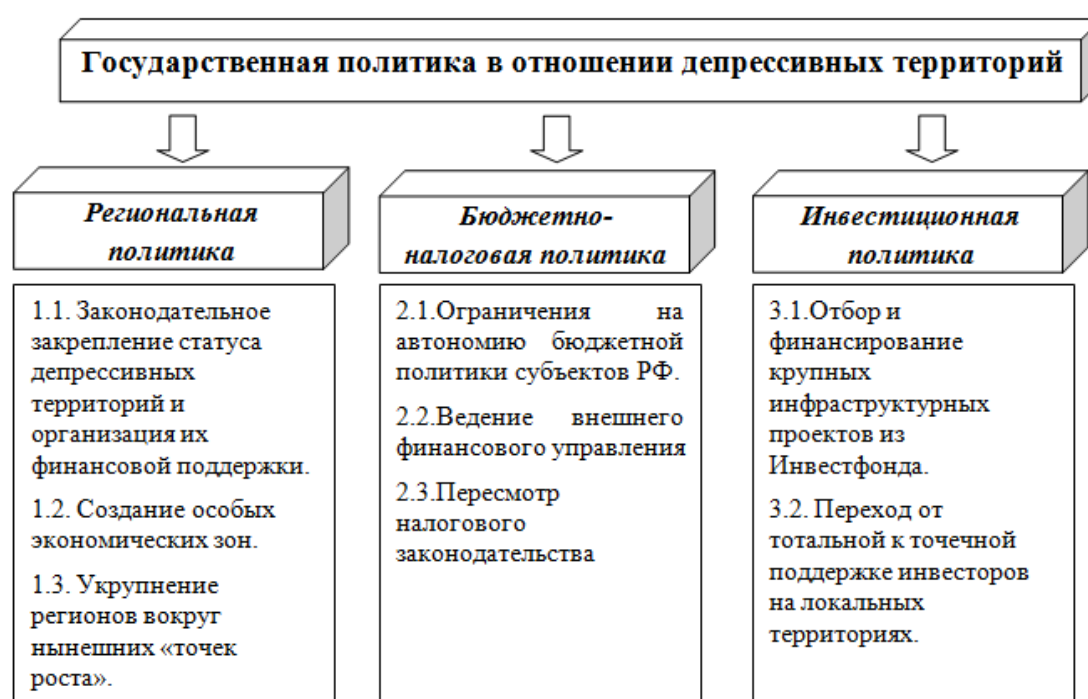 Государственная политика в отношении депрессивных территорий
Региональная
политика
1.1. Законодательное
закрепление статуса
депрессивных
территорий и
организация их
финансовой поддержки.
1.2. Создание особых
экономических зон.
1.3. Укрупнение
регионов вокруг
нынешних «точек
роста».
Бюджетно-
налоговая политика
2.1.Ограничения на
автономию бюджетной
политики субъектов РФ.
2.2.Ведение внешнего
финансового управления
2.3.Пересмотр
налогового
законодательства
Инвестиционная
политика
3.1.Отбор и
финансирование
крупных
инфраструктурных
проектов из
Инвестфонда.
3.2. Переход от
тотальной к точечной
поддержке инвесторов
на локальных
территориях.